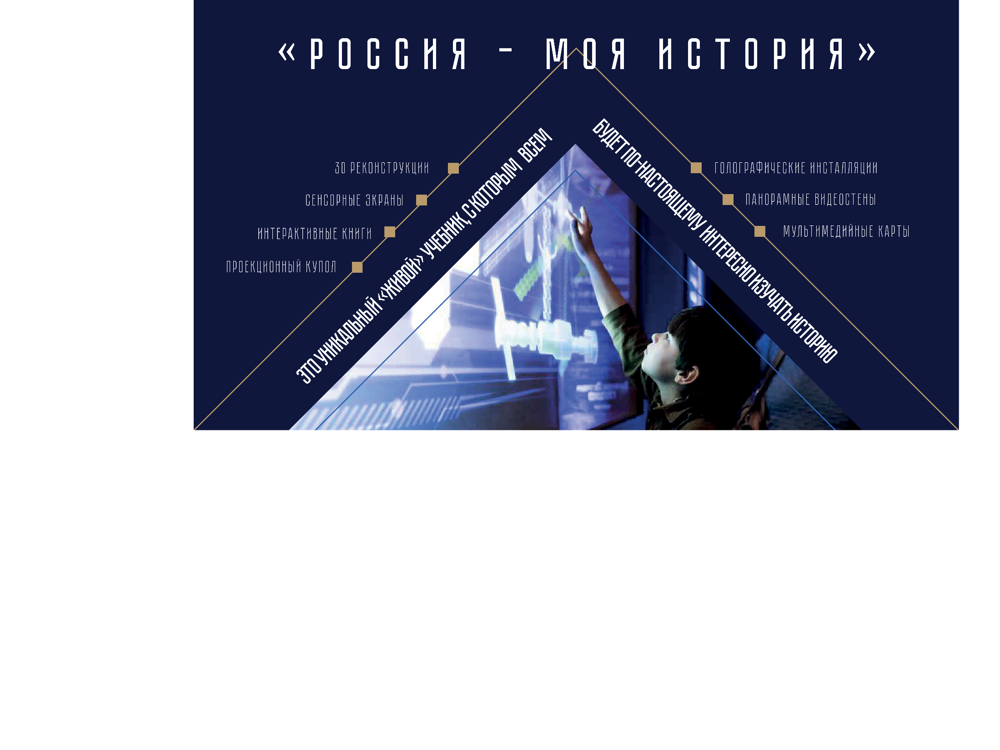 «РОССИЯ - МОЯ ИСТОРИЯ»
3D РЕКОНСТРУКЦИИ
СЕНСОРНЫЕ ЭКРАНЫ
ИНТЕРАКТИВНЫЕ КНИГИ
ПРОЕКЦИОННЫЙ КУПОЛ
ЭТО УНИКАЛЬНЫЙ «ЖИВОЙ» УЧЕБНИК, С КОТОРЫМ ВСЕМ
БУДЕТ ПО-НАСТОЯЩЕМУ ИНТЕРЕСНО ИЗУЧАТЬ ИСТОРИЮ
ГОЛОГРАФИЧЕСКИЕ ИНСТАЛЛЯЦИИ
ПАНОРАМНЫЕ ВИДЕОСТЕНЫ
МУЛЬТИМЕДИЙНЫЕ КАРТЫ